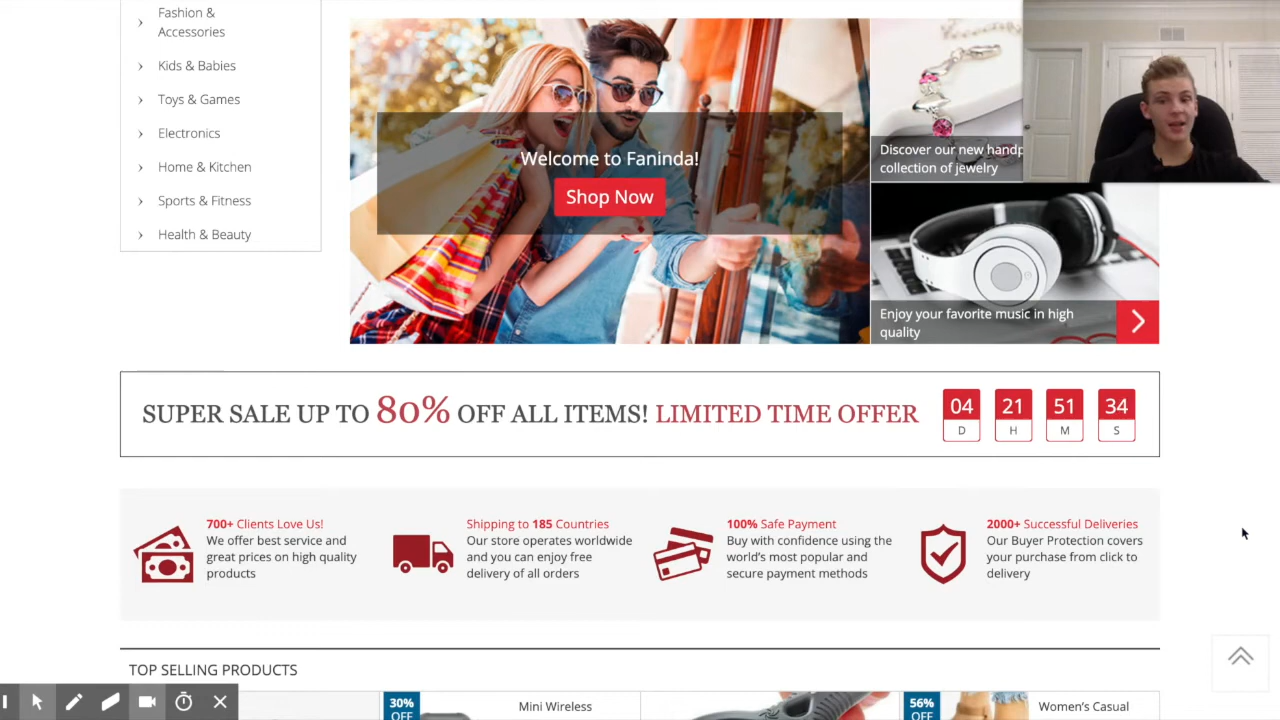 Fashion &
Accessories
Kids & Babies
Toys & Games
Electronics
Home & Kitchen
Sports & Fitness
Health & Beauty
Welcome to Faninda!
Shop Now
Discover our new handp
collection of jewelry
Enjoy your favorite music in high
quality
SUPER SALE UP TO 80% OFF ALL ITEMS! LIMITED TIME OFFER
04 21 51 34
D H M S
700+ Clients Love Us!
We offer best service and
great prices on high quality
products
Shipping to 185 Countries
Our store operates worldwide
and you can enjoy free
delivery of all orders
100% Safe Payment
Buy with confidence using the
world's most popular and
secure payment methods
2000+ Successful Deliveries
Our Buyer Protection covers
your purchase from click to
delivery
TOP SELLING PRODUCTS
30%
OFF
Mini Wireless
56%
OFF
Women's Casual